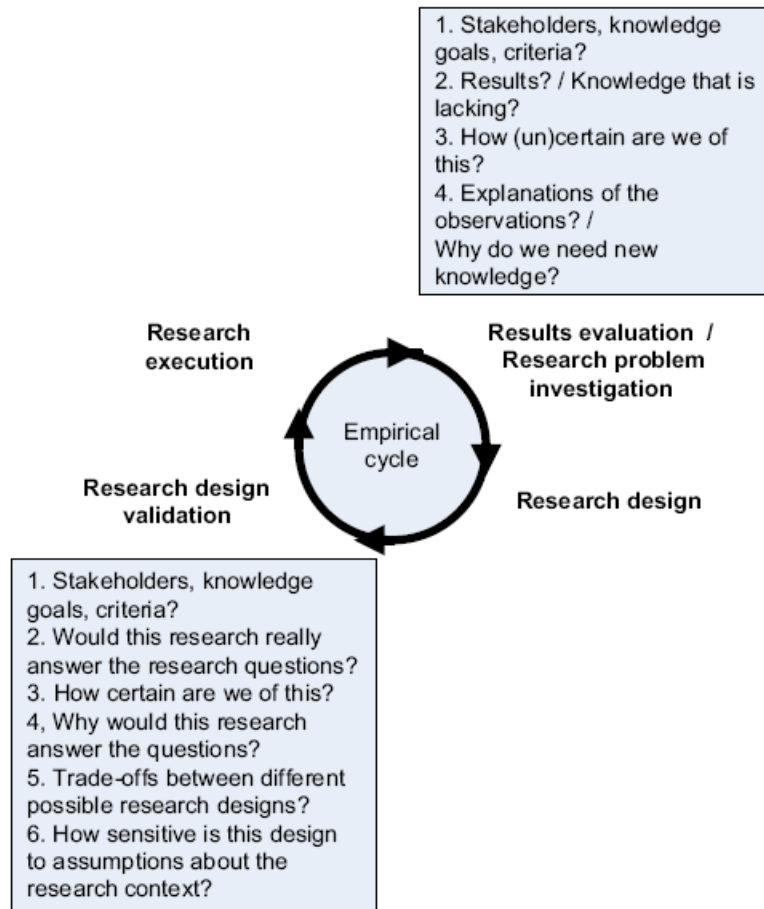 1. Stakeholders, knowledge
goals, criteria?
2. Results? / Knowledge that is
lacking?
3. How (un)certain are we of
this?
4. Explanations of the
observations? /
Why do we need new
knowledge?
Research
execution
Results evaluation /
Research problem
investigation
Empirical
cycle
Research design
validation
Research design
1. Stakeholders, knowledge
goals, criteria?
2. Would this research really
answer the research questions?
3. How certain are we of this?
4, Why would this research
answer the questions?
5. Trade-offs between different
possible research designs?
6. How sensitive is this design
to assumptions about the
research context?